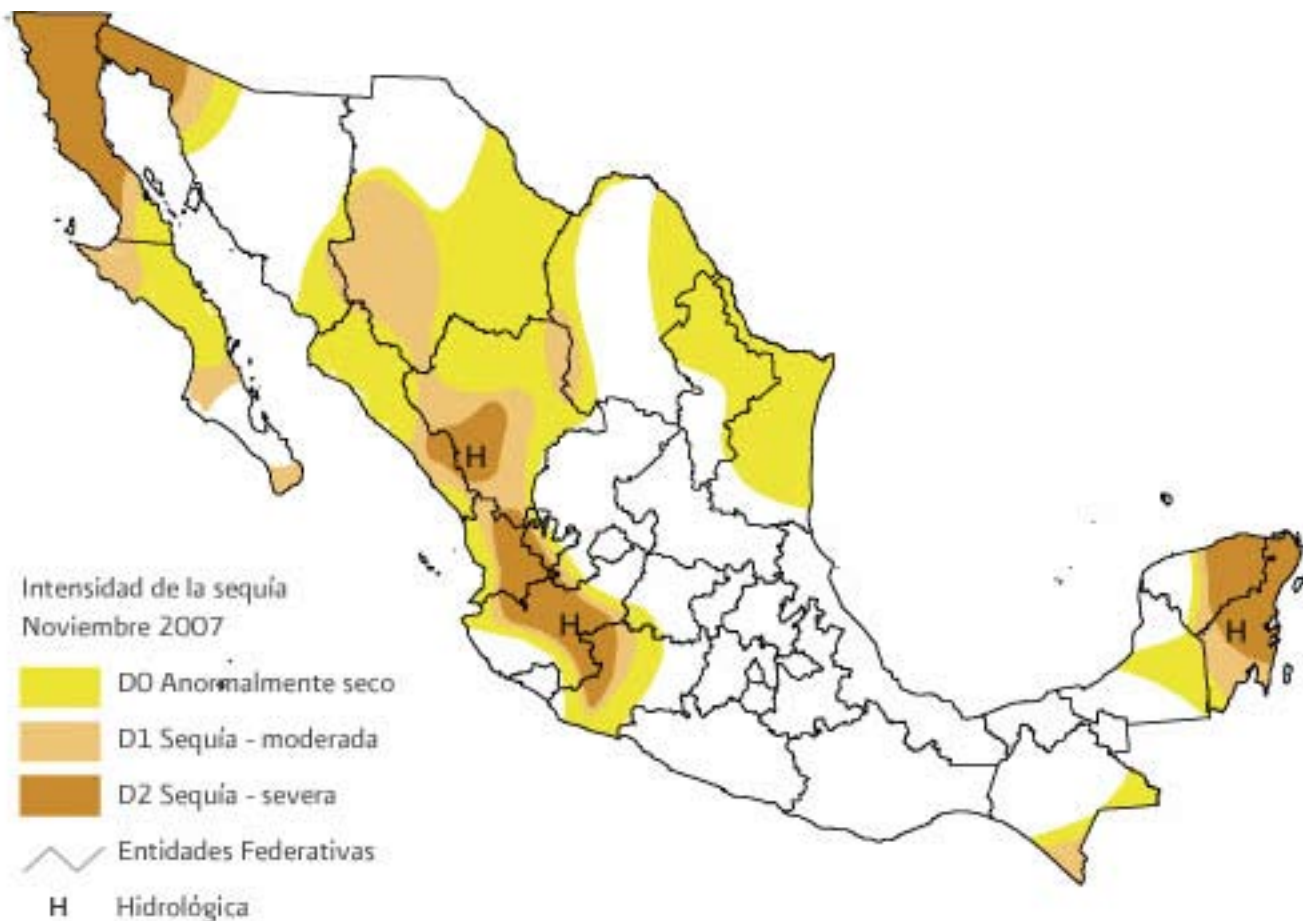 H
H
H
Intensidad de la sequía
Noviembre 2007
D0 Anormalmente seco
D1 Sequía - moderada
D2 Sequía - severa
Entidades Federativas
H Hidrológica